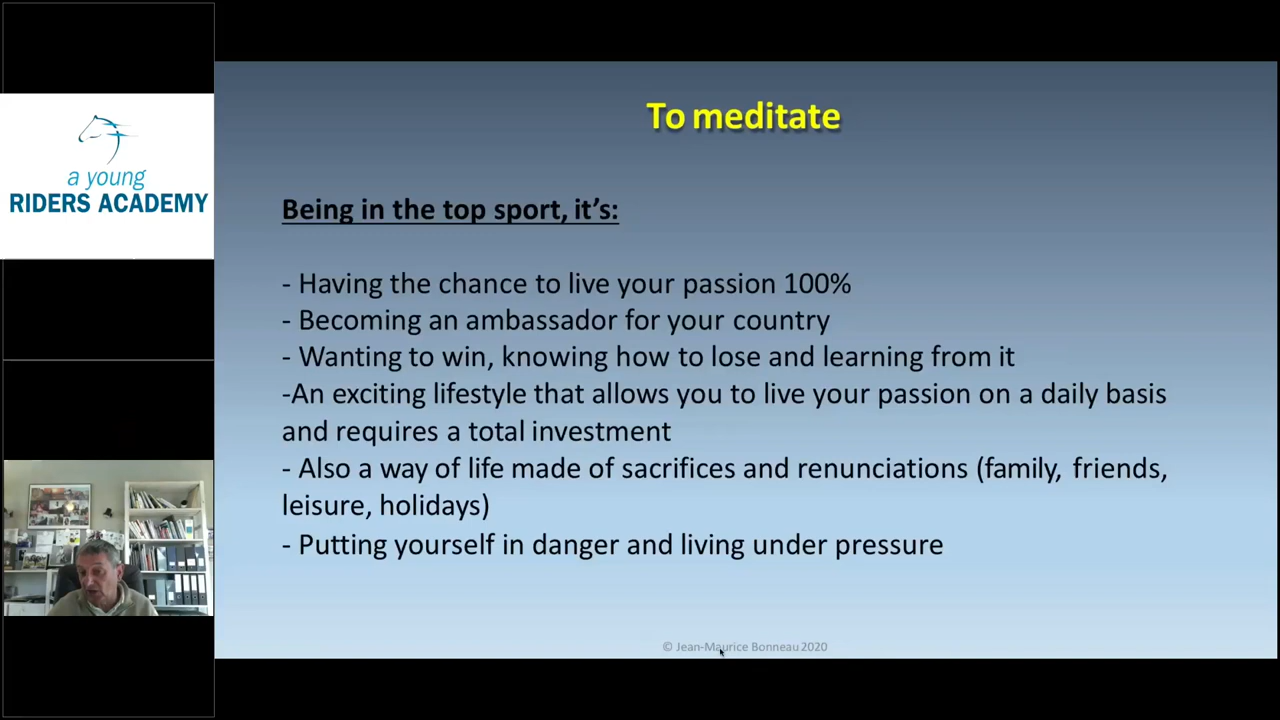 a young
RIDERS ACADEMY
To meditate
Being in the top sport, it's:
- Having the chance to live your passion 100%
- Becoming an ambassador for your country
- Wanting to win, knowing how to lose and learning from it
-An exciting lifestyle that allows you to live your passion on a daily basis
and requires a total investment
- Also a way of life made of sacrifices and renunciations (family, friends,
leisure, holidays)
- Putting yourself in danger and living under pressure
© Jean-Maurice Bonneau 2020